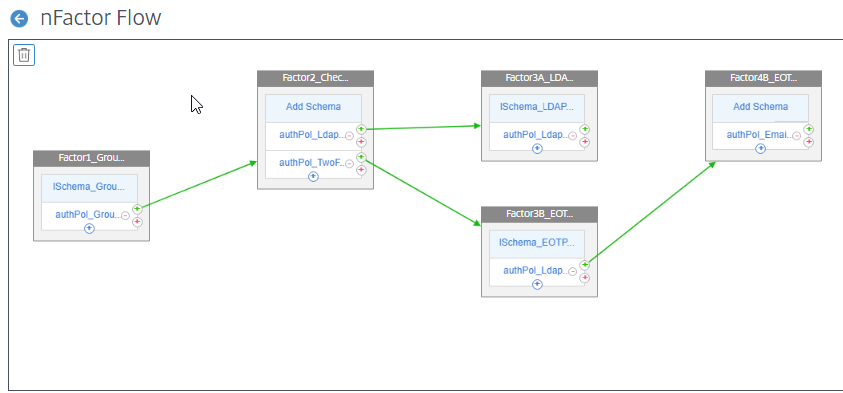 nFactor Flow
Factor1_Grou...
lSchema_Grou...
authPol_Grou...
Factor2_Chec...
Add Schema
authPol_Ldap...
authPol_TwoF...
Factor3A_LDA...
lSchema_LDAP...
authPol_Ldap...
Factor3B_EOT...
lSchema_EOTP...
authPol_Ldap...
Factor4B_EOT...
Add Schema
authPol_Emai...